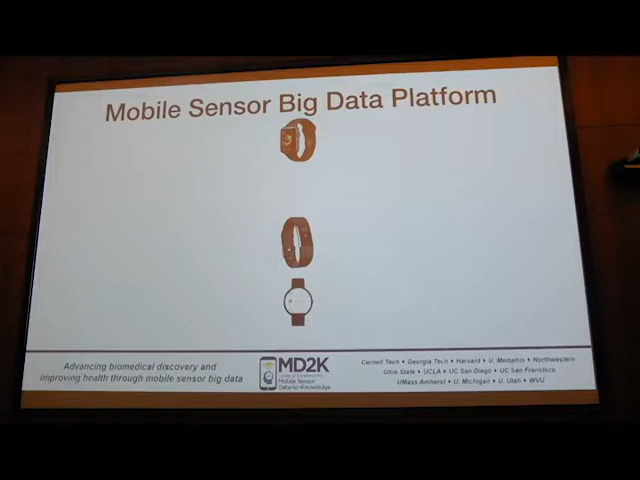 Mobile Sensor Big Data Platform
Advancing biomedical discovery and
improving health through mobile sensor big data
MD2K
Mobile Sensor
Data-to-Knowledge
Cornell Tech • Georgia Tech • Harvard • U. Memphis • Northwestern
Ohio State • UCLA • UC San Diego • UC San Francisco
UMass Amherst • U. Michigan • U. Utah • WVU